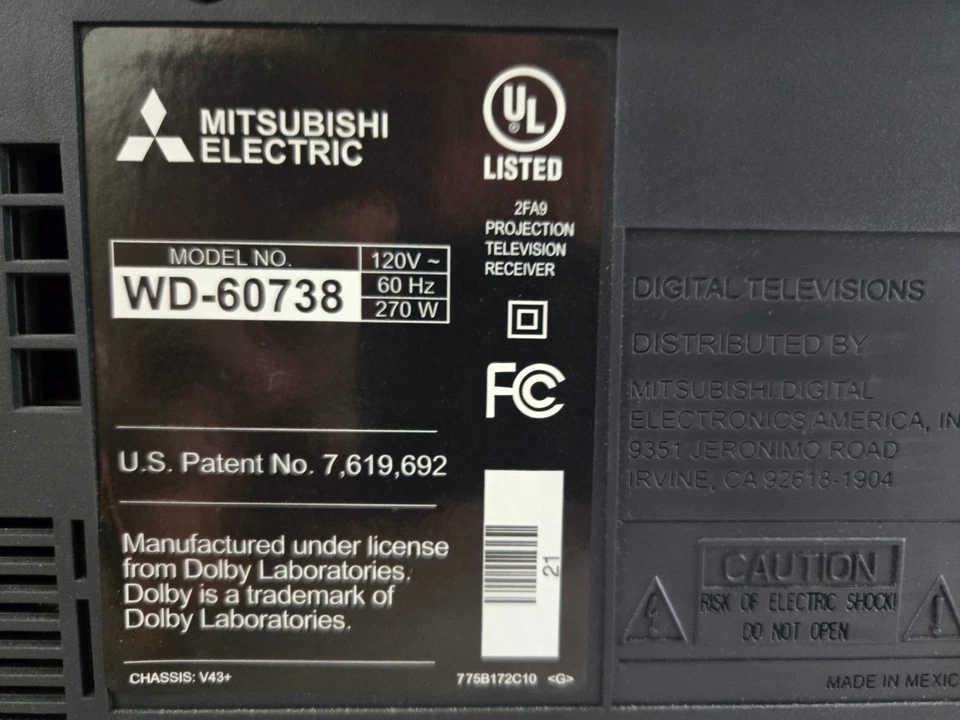 MITSUBISHI
ELECTRIC
MODEL NO.
WD-60738
120V ~
60 Hz
270 W
U.S. Patent No. 7,619,692
Manufactured under license
from Dolby Laboratories.
Dolby is a trademark of
Dolby Laboratories.
CHASSIS: V43+
UL
®
LISTED
2FA9
PROJECTION
TELEVISION
RECEIVER
FC
21
775B172C10 <G>
DIGITAL TELEVISIONS
DISTRIBUTED BY
MITSUBISHI DIGITAL
ELECTRONICS AMERICA, IN
9351 JERONIMO ROAD
IRVINE, CA 92618-1904
CAUTION
RISK OF ELECTRIC SHOCK!
DO NOT OPEN
MADE IN MEXIC